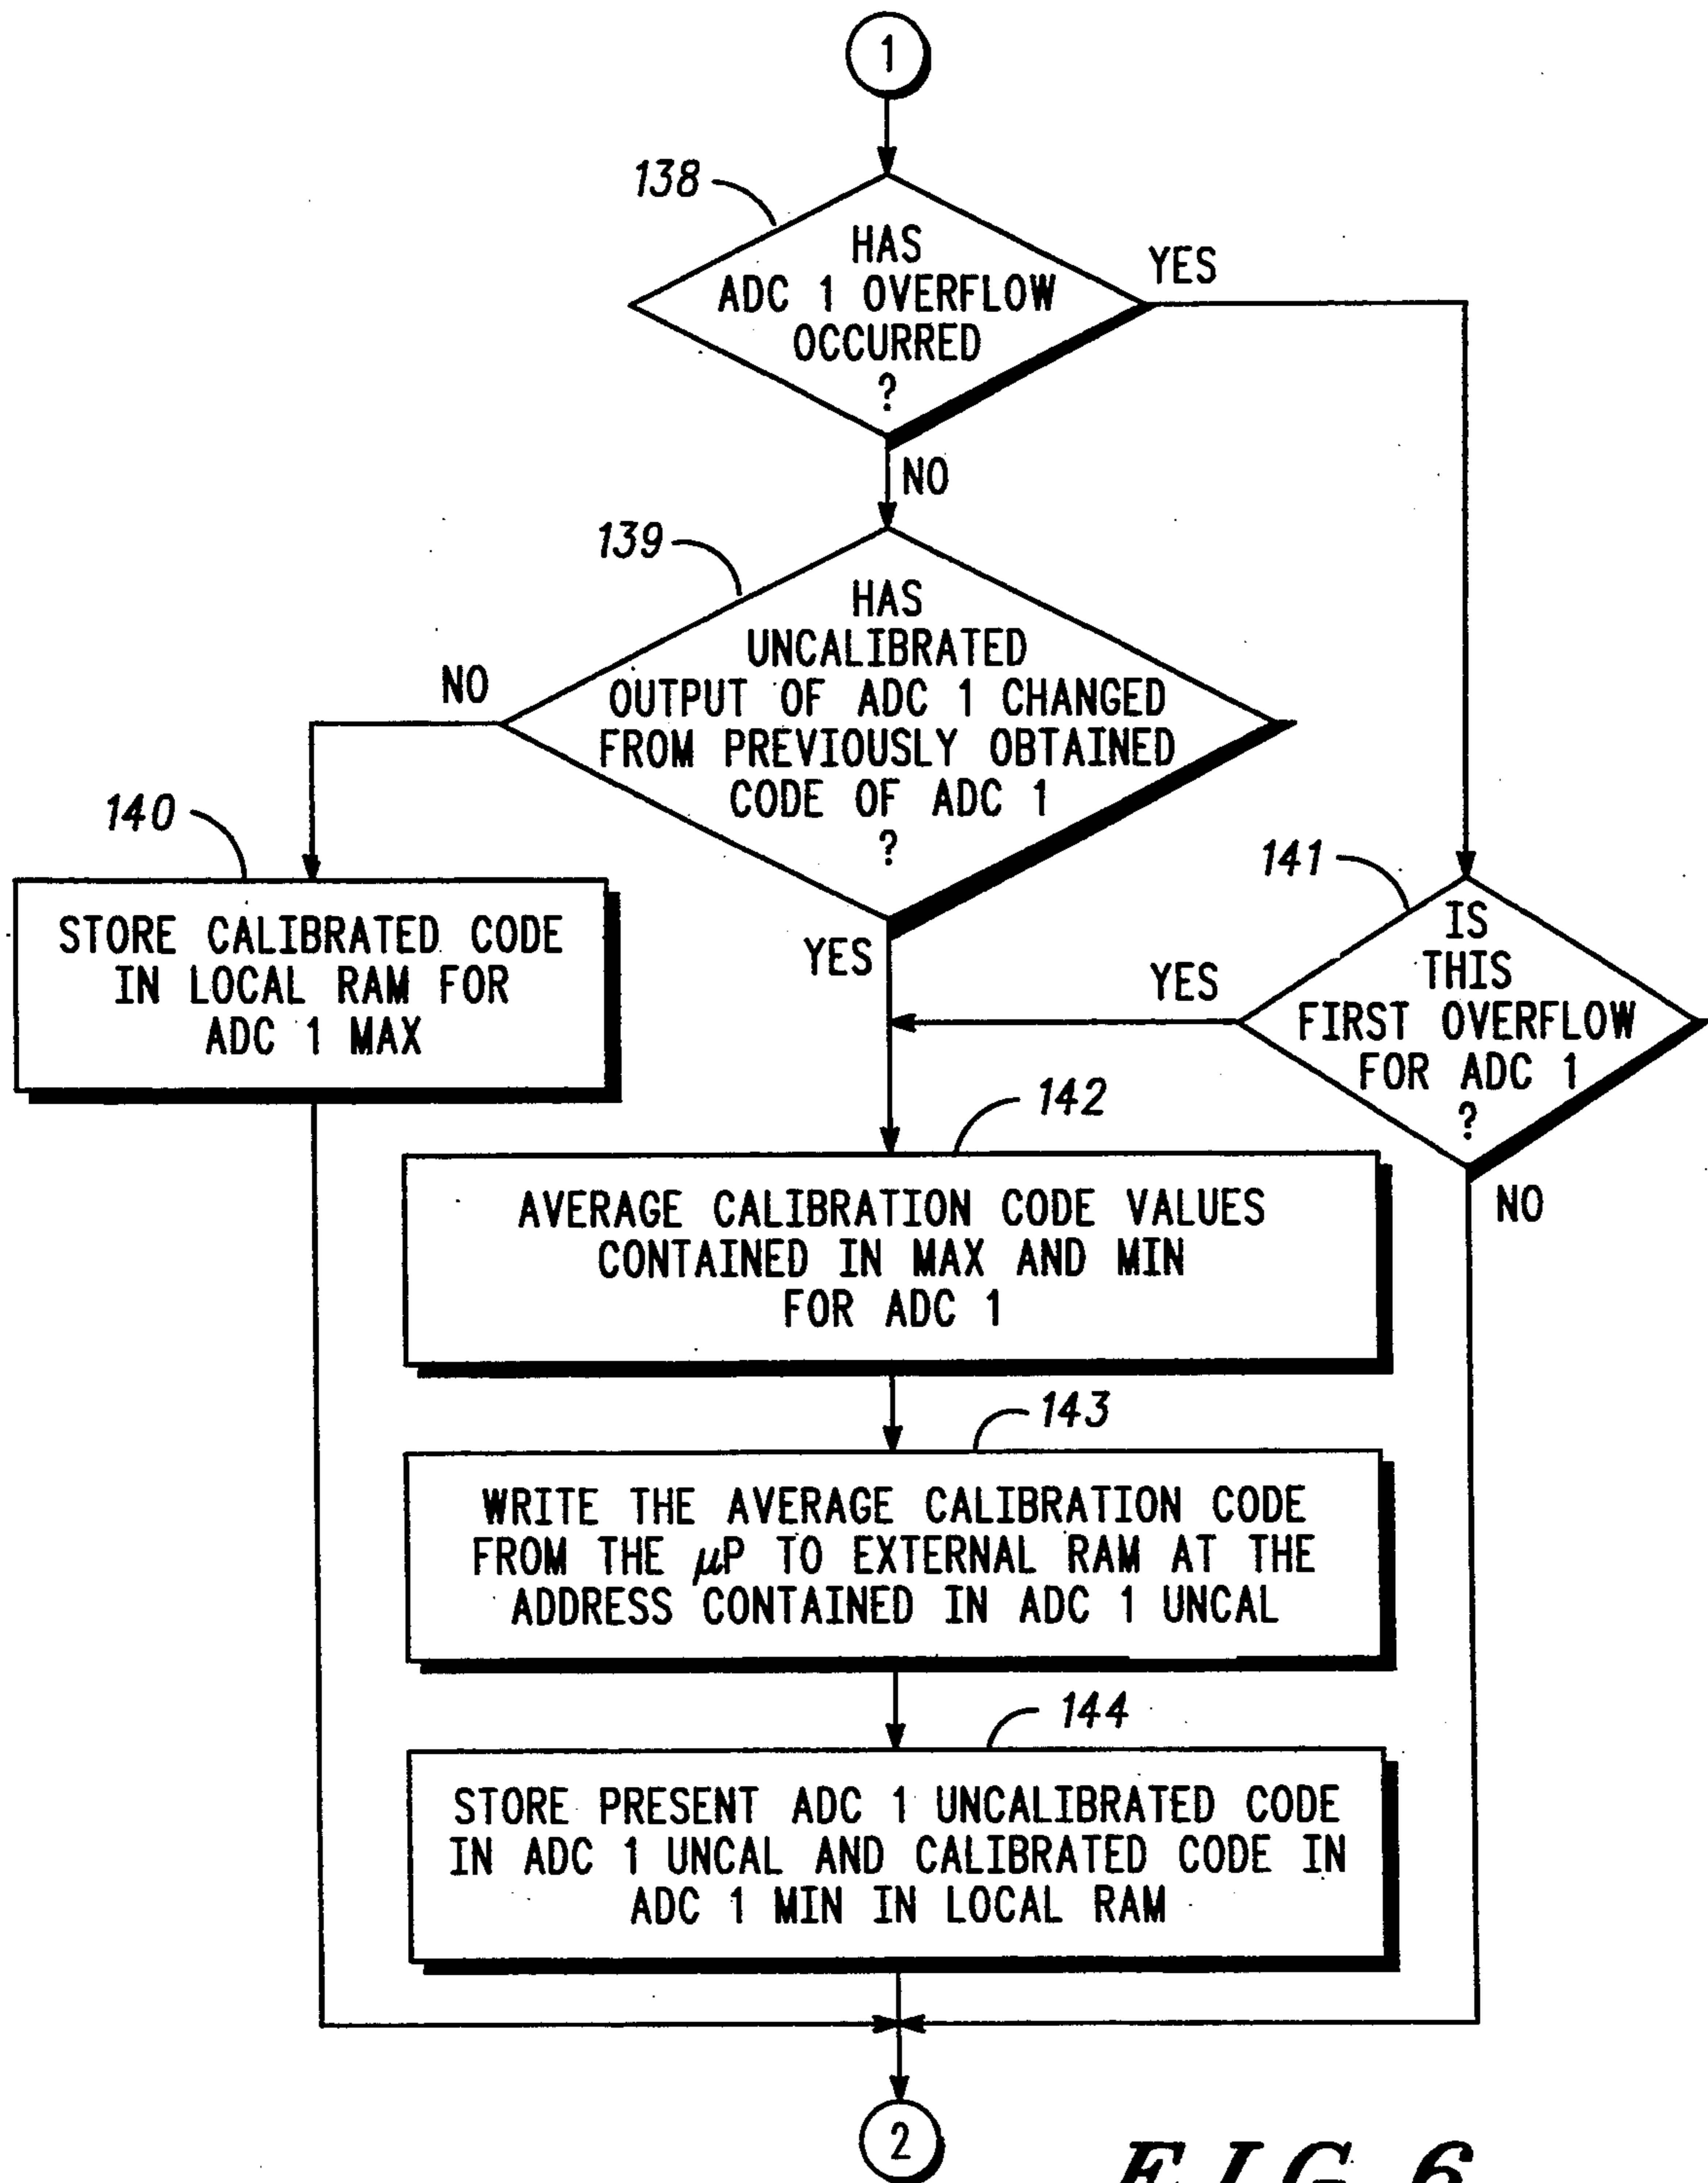 1
138
HAS
ADC 1 OVERFLOW
OCCURRED
?
YES
NO
139
HAS
UNCALIBRATED
OUTPUT OF ADC 1 CHANGED
FROM PREVIOUSLY OBTAINED
CODE OF ADC 1
?
NO
YES
140
STORE CALIBRATED CODE
IN LOCAL RAM FOR
ADC 1 MAX
141
IS
THIS
FIRST OVERFLOW
FOR ADC 1
?
YES
NO
142
AVERAGE CALIBRATION CODE VALUES
CONTAINED IN MAX AND MIN
FOR ADC 1
143
WRITE THE AVERAGE CALIBRATION CODE
FROM THE µP TO EXTERNAL RAM AT THE
ADDRESS CONTAINED IN ADC 1 UNCAL
144
STORE PRESENT ADC 1 UNCALIBRATED CODE
IN ADC 1 UNCAL AND CALIBRATED CODE IN
ADC 1 MIN IN LOCAL RAM
2
FIG. 6